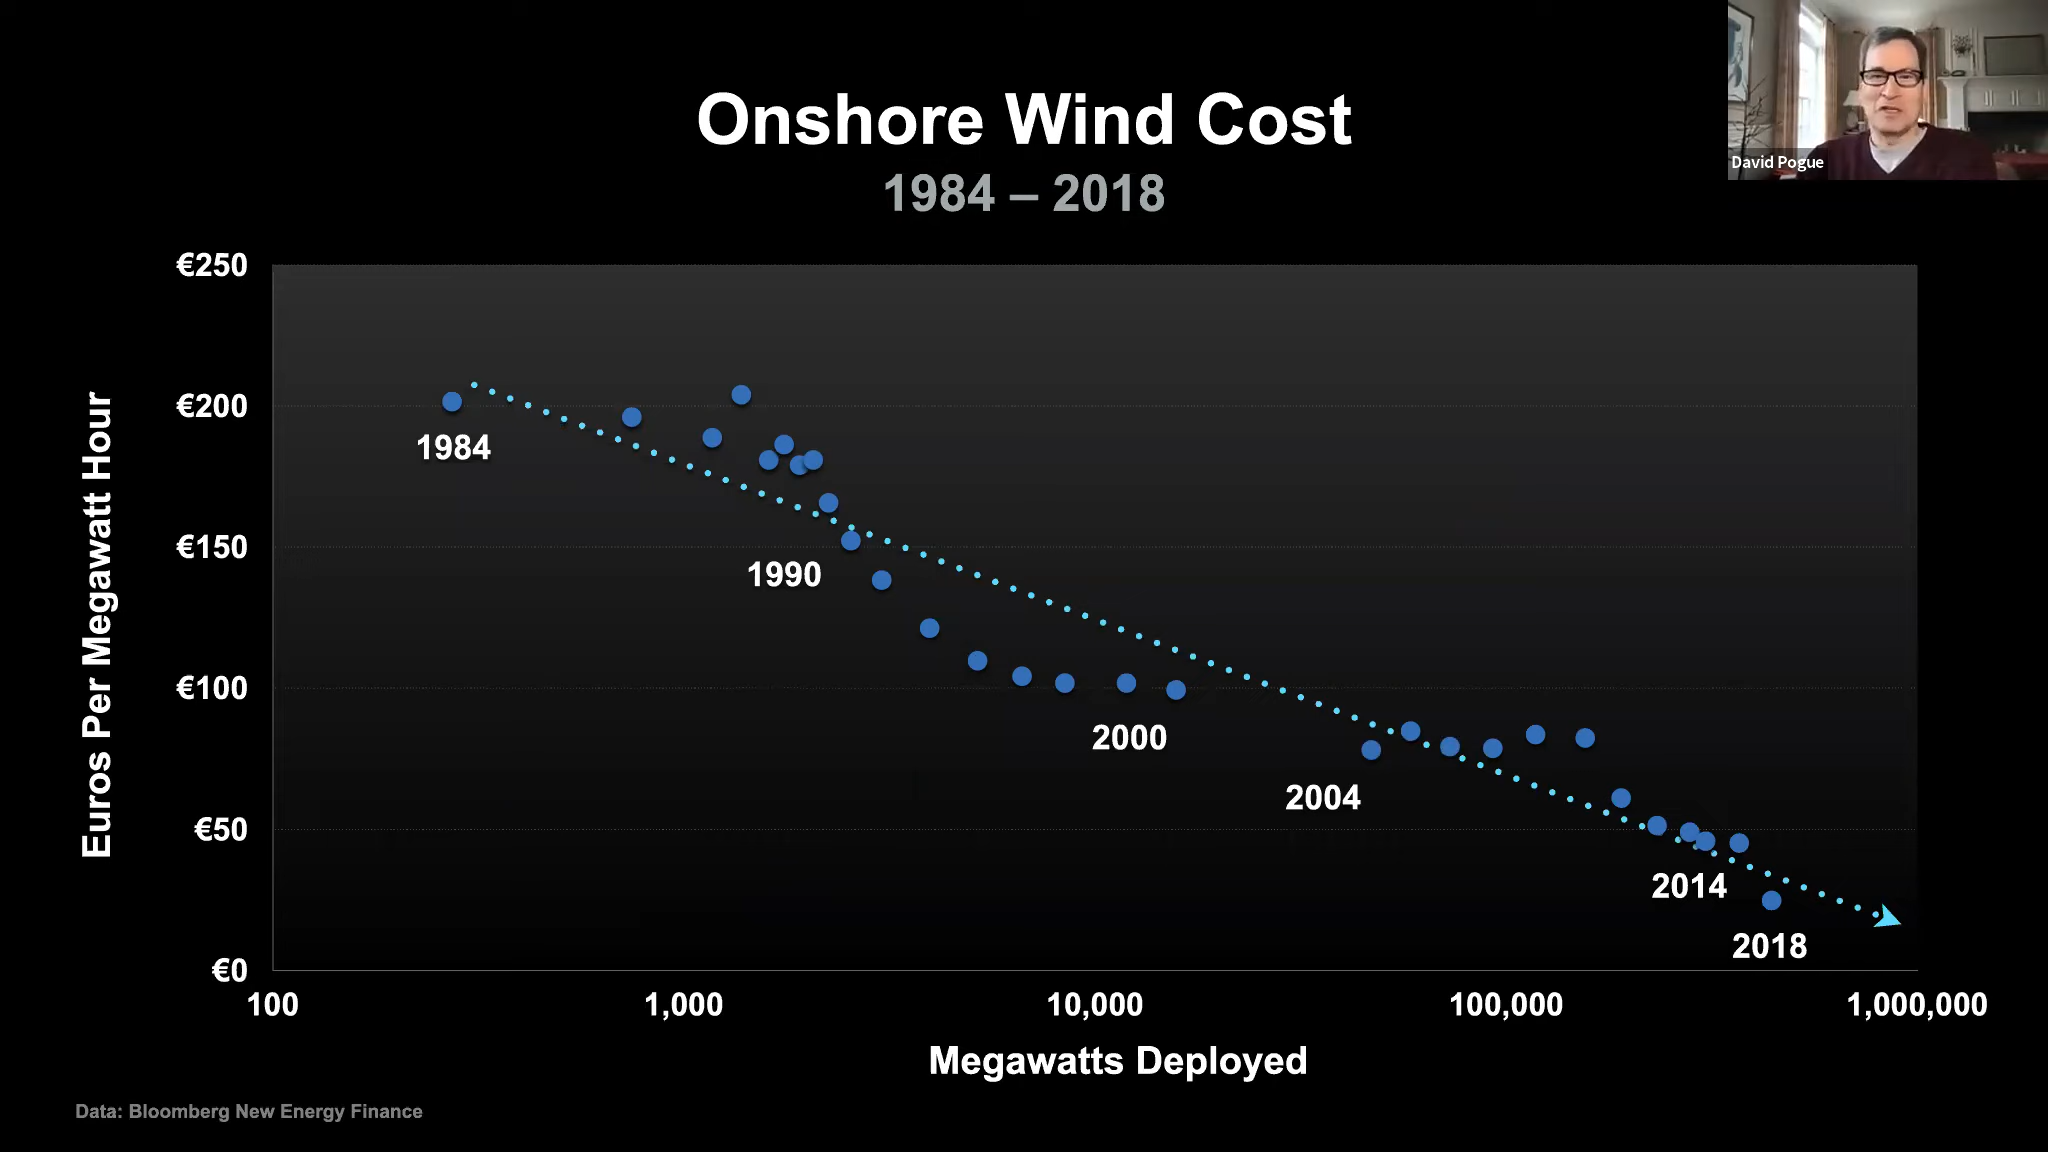 Onshore Wind Cost
1984 – 2018
David Pogue
€250
€200
€150
€100
€50
€0
Euros Per Megawatt Hour
1984
1990
2000
2004
2014
2018
100
1,000
10,000
100,000
1,000,000
Megawatts Deployed
Data: Bloomberg New Energy Finance